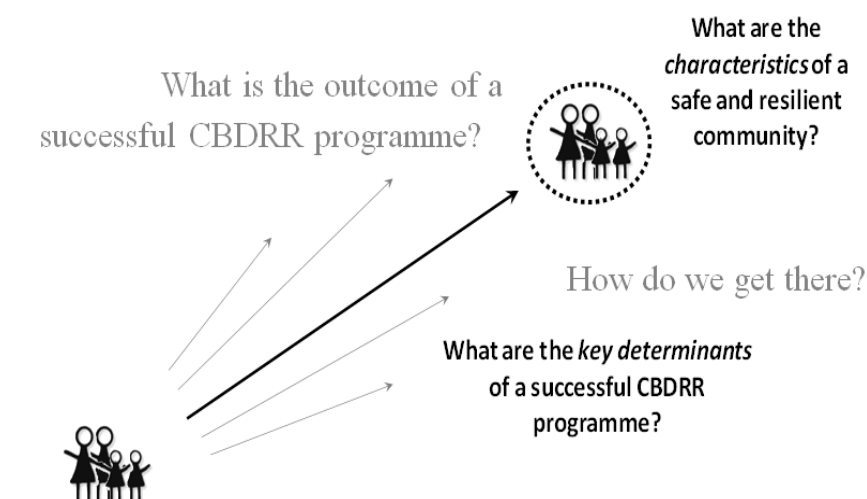 What are the
characteristics of a
safe and resilient
community?
What is the outcome of a
successful CBDRR programme?
How do we get there?
What are the key determinants
of a successful CBDRR
programme?